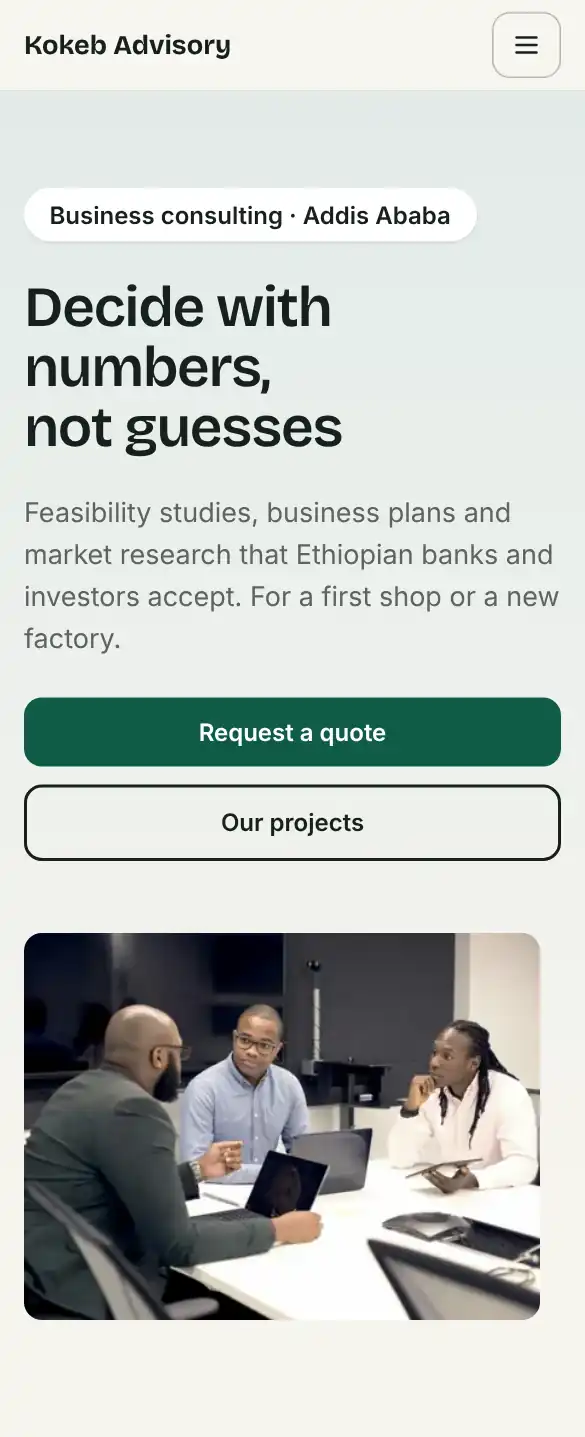 Kokeb Advisory
Business consulting · Addis Ababa
Decide with
numbers,
not guesses
Feasibility studies, business plans and
market research that Ethiopian banks and
investors accept. For a first shop or a new
factory.
Request a quote
Our projects